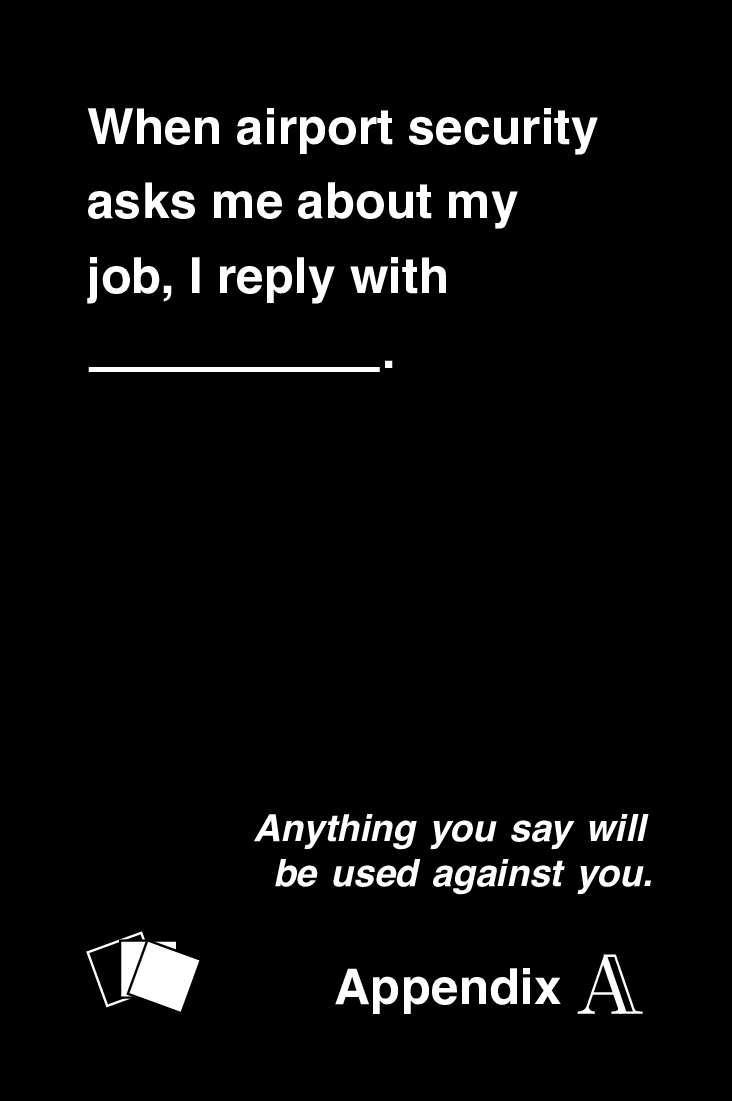 When airport security
asks me about my
job, I reply with
__________.
Anything you say will
be used against you.
Appendix 𝔸